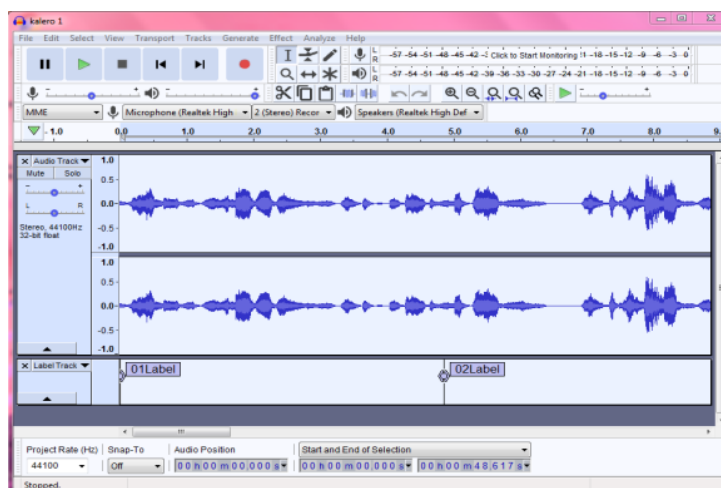 kalero 1
File Edit Select View Transport Tracks Generate Effect Analyze Help
L
R
-57 -54 -51 -48 -45 -42 -3 Click to Start Monitoring !1 -18 -15 -12 -9 -6 -3 0
L
R
-57 -54 -51 -48 -45 -42 -39 -36 -33 -30 -27 -24 -21 -18 -15 -12 -9 -6 -3 0
- +
- +
MME Microphone (Realtek High 2 (Stereo) Recor Speakers (Realtek High Def
- 1.0 0,0 1.0 2.0 3.0 4.0 5.0 6.0 7.0 8.0 9.
Audio Track
Mute Solo
- +
L R
Stereo, 44100Hz
32-bit float
1.0
0.5
0.0
-0.5
-1.0
1.0
0.5
0.0
-0.5
-1.0
Label Track
01Label 02Label
Project Rate (Hz) Snap-To Audio Position Start and End of Selection
44100 Off 00 h 00 m 00,000 s 00 h 00 m 00,000 s 00 h 00 m 48,617 s
Stopped.